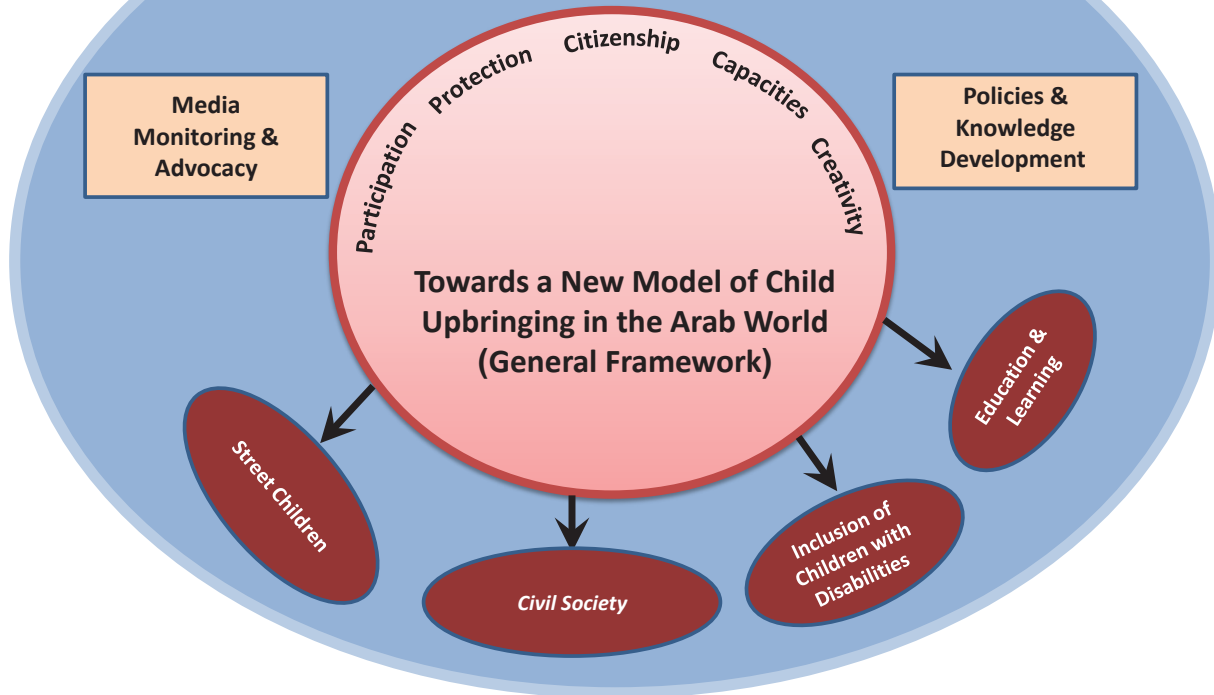 Participation
Protection
Citizenship
Capacities
Creativity
Media
Monitoring &
Advocacy
Policies &
Knowledge
Development
Towards a New Model of Child
Upbringing in the Arab World
(General Framework)
Education &
Learning
Street Children
Inclusion of
Children with
Disabilities
Civil Society